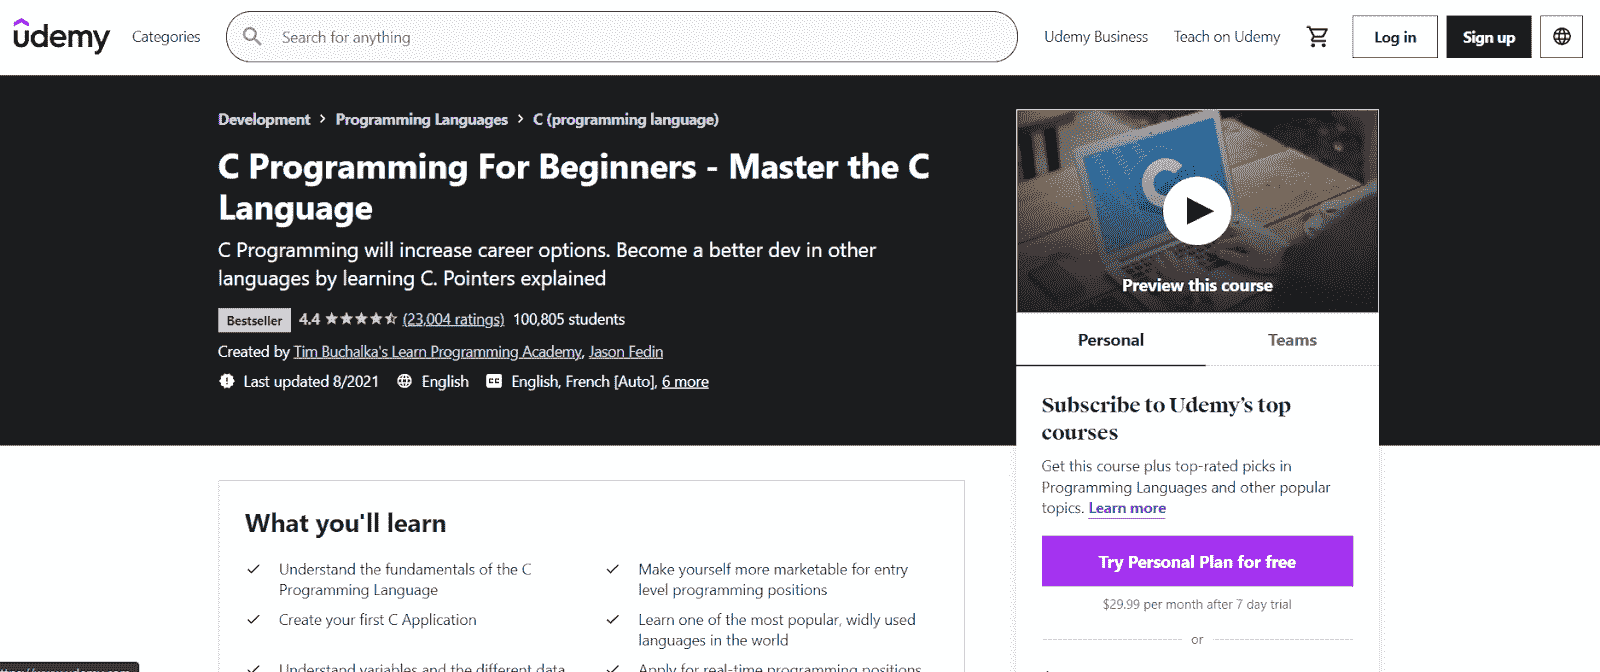 udemy
Categories
Search for anything
Udemy Business
Teach on Udemy
Log in
Sign up
Development > Programming Languages > C (programming language)
C Programming For Beginners - Master the C
Language
C Programming will increase career options. Become a better dev in other
languages by learning C. Pointers explained
Bestseller 4.4 (23,004 ratings) 100,805 students
Created by Tim Buchalka's Learn Programming Academy, Jason Fedin
Last updated 8/2021 English CC English, French [Auto], 6 more
C
Preview this course
Personal
Teams
Subscribe to Udemy's top
courses
Get this course plus top-rated picks in
Programming Languages and other popular
topics. Learn more
Try Personal Plan for free
$29.99 per month after 7 day trial
or
What you'll learn
Understand the fundamentals of the C
Programming Language
Create your first C Application
Understand variables and the different data
Make yourself more marketable for entry
level programming positions
Learn one of the most popular, widly used
languages in the world
Apply for real-time programming positions